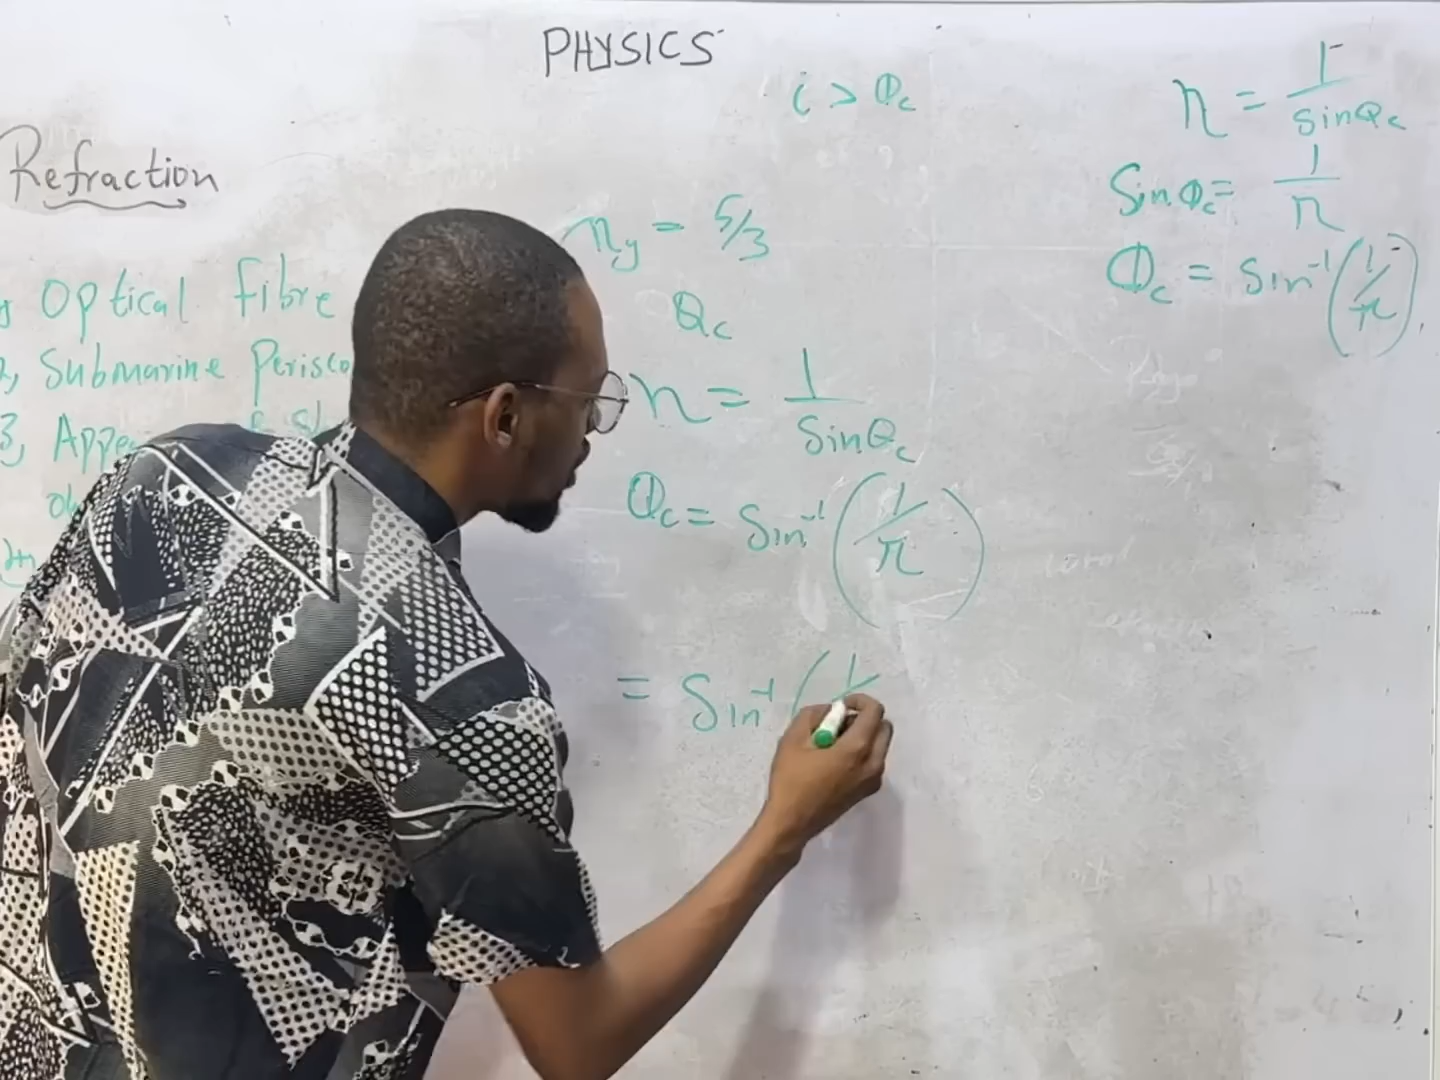 PHYSICS
Refraction
Optical fibre
2, Submarine Perisco
3, Appe
i > θc
ny = 5/3
θc
n = 1/Sinθc
θc = Sin⁻¹(1/n)
= Sin⁻¹(1/
n = 1/Sinθc
Sinθc = 1/n
θc = Sin⁻¹(1/n)